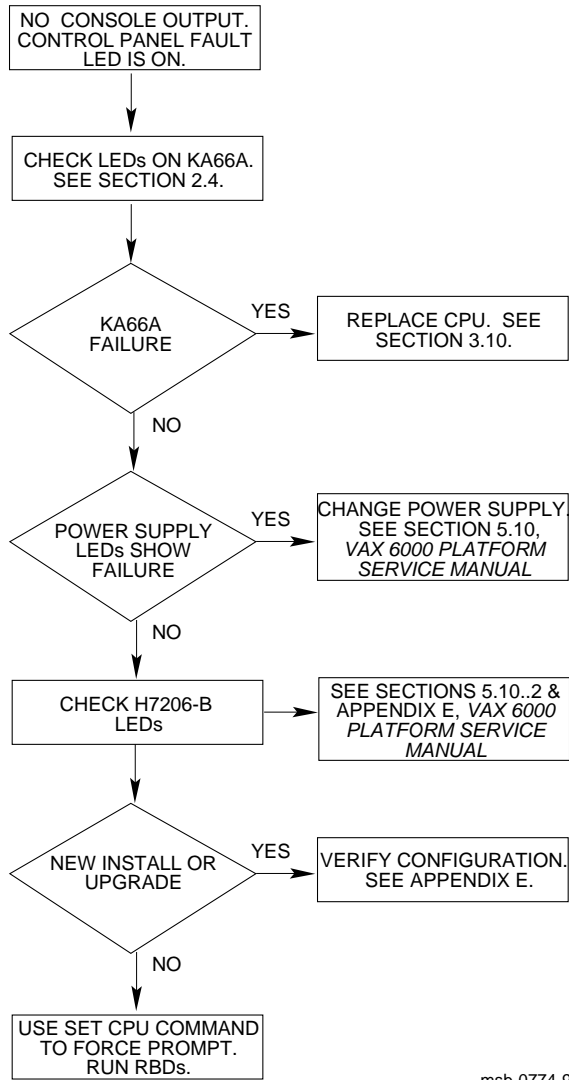 NO CONSOLE OUTPUT.
CONTROL PANEL FAULT
LED IS ON.
CHECK LEDs ON KA66A.
SEE SECTION 2.4.
KA66A
FAILURE
YES
REPLACE CPU. SEE
SECTION 3.10.
NO
POWER SUPPLY
LEDs SHOW
FAILURE
YES
CHANGE POWER SUPPLY.
SEE SECTION 5.10,
VAX 6000 PLATFORM
SERVICE MANUAL
NO
CHECK H7206-B
LEDs
SEE SECTIONS 5.10..2 &
APPENDIX E, VAX 6000
PLATFORM SERVICE
MANUAL
NEW INSTALL OR
UPGRADE
YES
VERIFY CONFIGURATION.
SEE APPENDIX E.
NO
USE SET CPU COMMAND
TO FORCE PROMPT.
RUN RBDs.